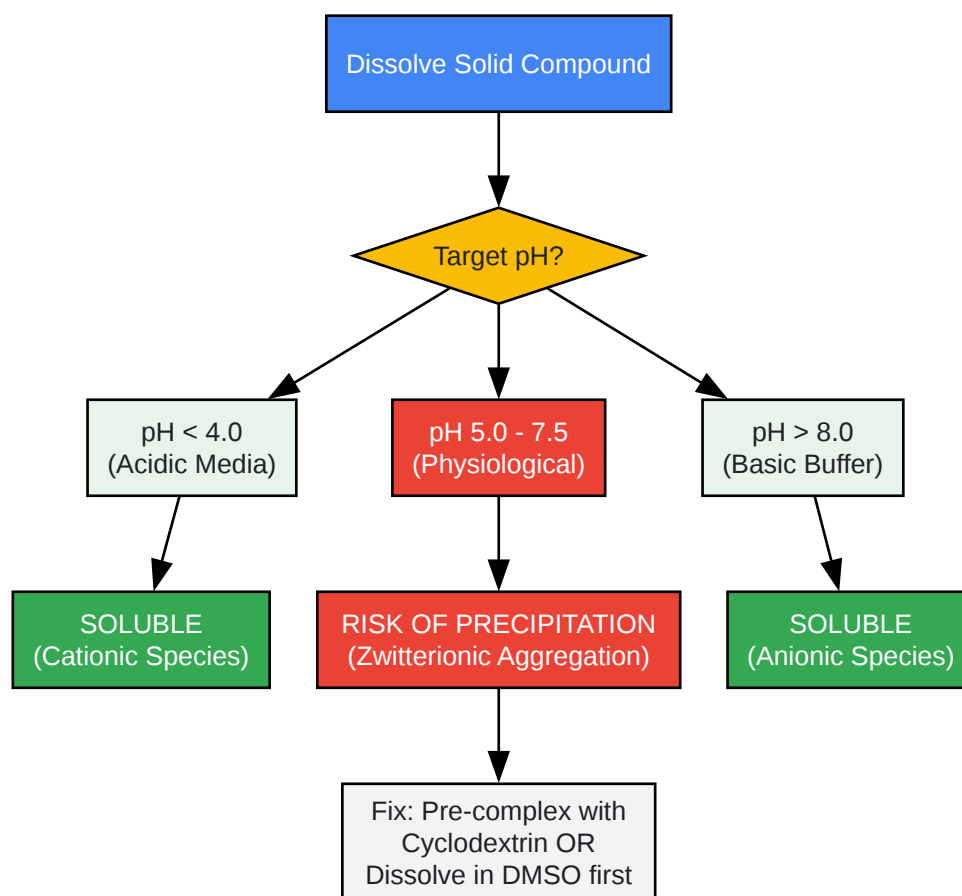 Dissolve Solid Compound
Target pH?
pH < 4.0
(Acidic Media)
pH 5.0 - 7.5
(Physiological)
pH > 8.0
(Basic Buffer)
SOLUBLE
(Cationic Species)
RISK OF PRECIPITATION
(Zwitterionic Aggregation)
SOLUBLE
(Anionic Species)
Fix: Pre-complex with
Cyclodextrin OR
Dissolve in DMSO first